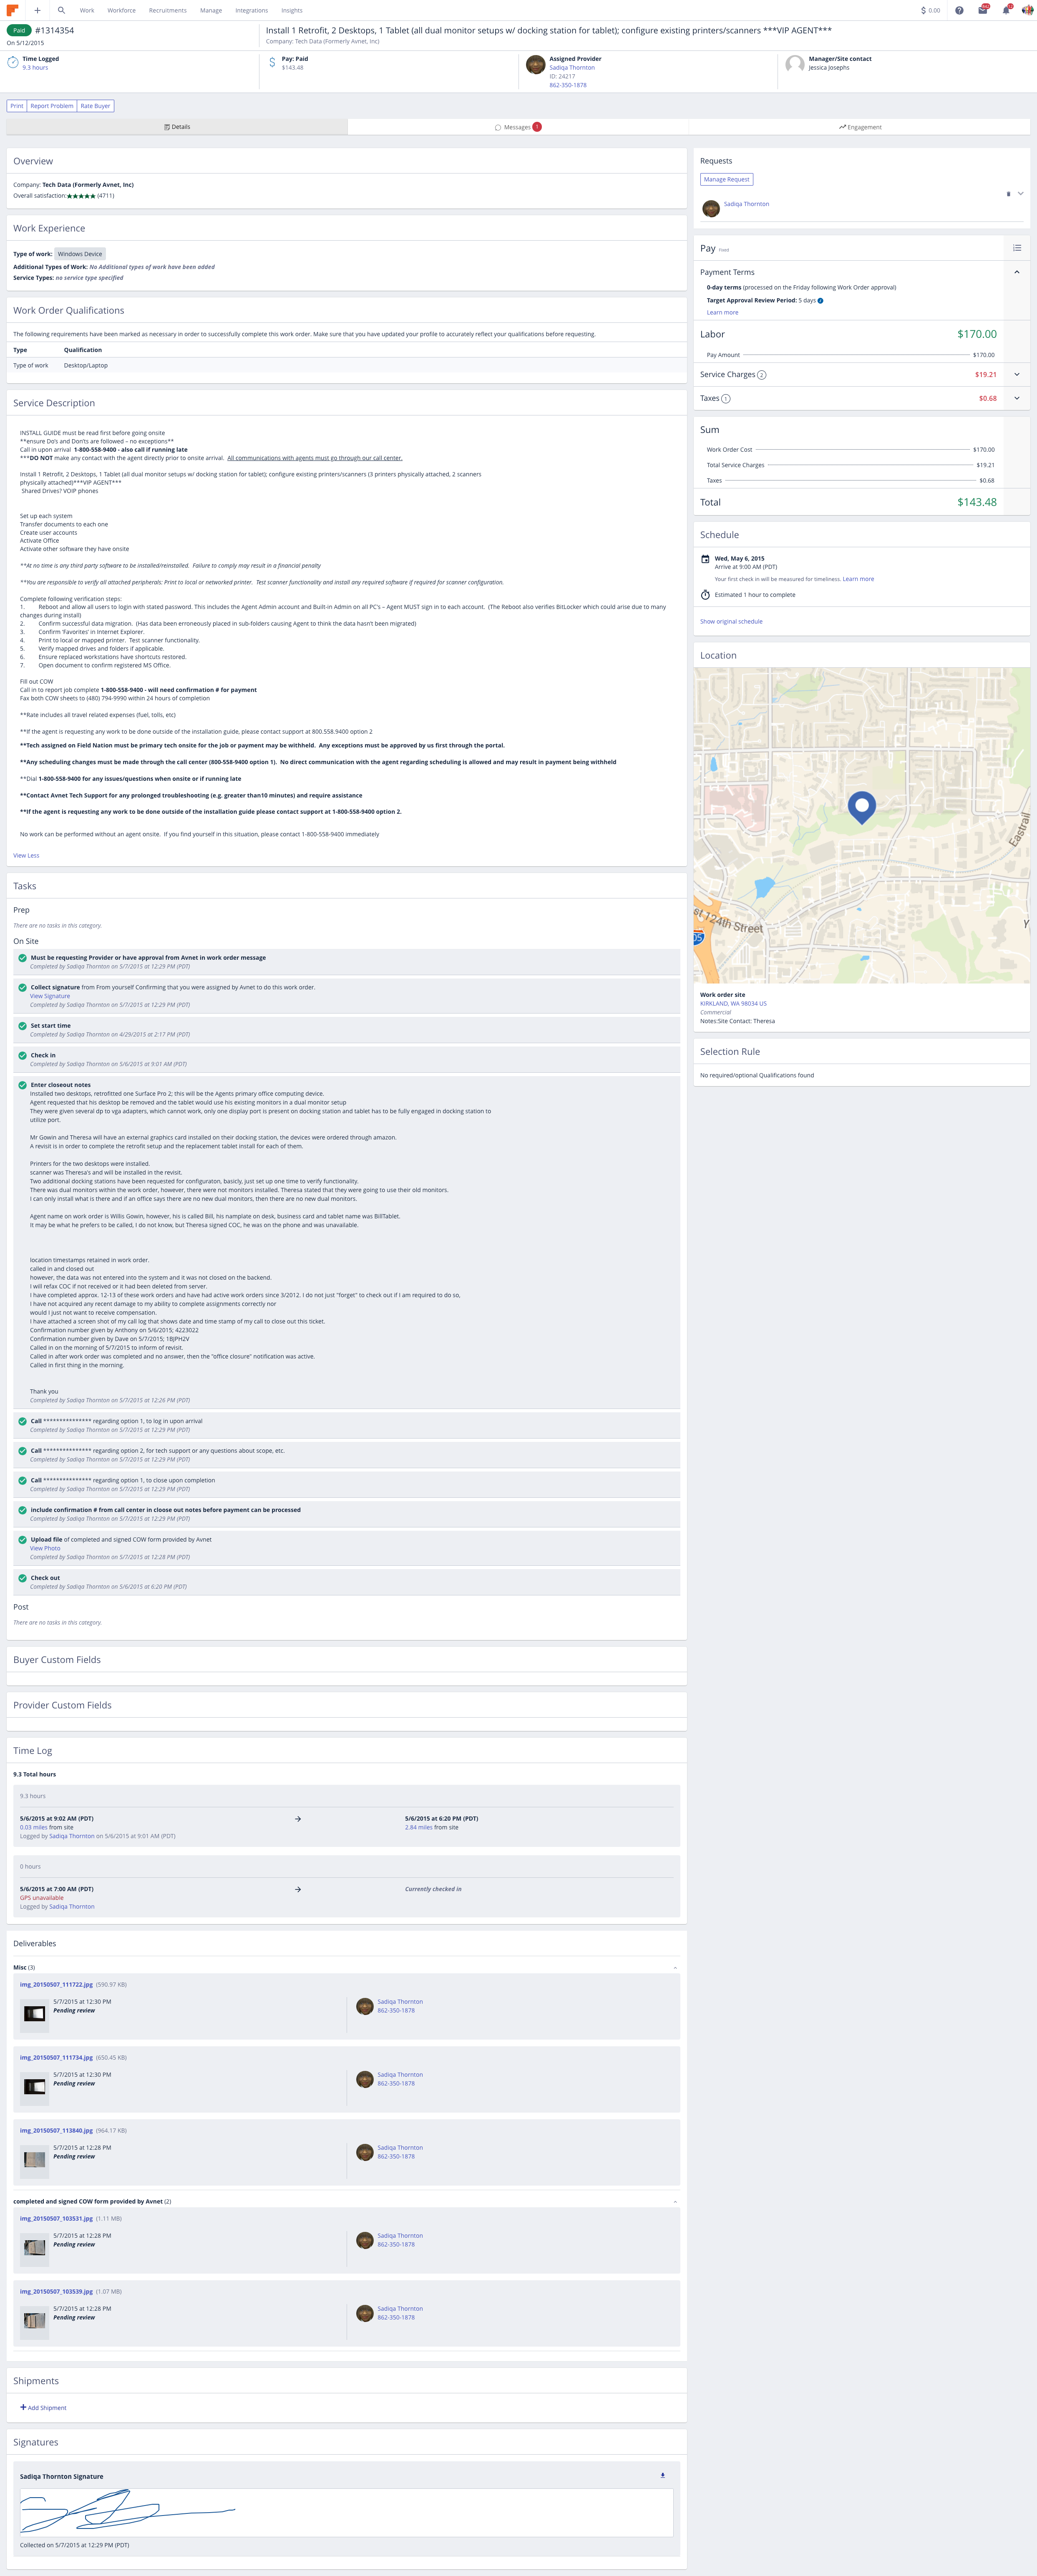 Work Workforce Recruitments Manage Integrations Insights
$ 0.00
Paid #1314354
On 5/12/2015
Install 1 Retrofit, 2 Desktops, 1 Tablet (all dual monitor setups w/ docking station for tablet); configure existing printers/scanners ***VIP AGENT***
Company: Tech Data (Formerly Avnet, Inc)
Time Logged
9.3 hours
Pay: Paid
$143.48
Assigned Provider
Sadiqa Thornton
ID: 24217
862-350-1878
Manager/Site contact
Jessica Josephs
Print Report Problem Rate Buyer
Details
Messages 1
Engagement
Overview
Company: Tech Data (Formerly Avnet, Inc)
Overall satisfaction: ★★★★★ (4711)
Work Experience
Type of work: Windows Device
Additional Types of Work: No Additional types of work have been added
Service Types: no service type specified
Work Order Qualifications
The following requirements have been marked as necessary in order to successfully complete this work order. Make sure that you have updated your profile to accurately reflect your qualifications before requesting.
Type Qualification
Type of work Desktop/Laptop
Service Description
INSTALL GUIDE must be read first before going onsite
**ensure Do's and Don'ts are followed – no exceptions**
Call in upon arrival 1-800-558-9400 - also call if running late
***DO NOT make any contact with the agent directly prior to onsite arrival. All communications with agents must go through our call center.
Install 1 Retrofit, 2 Desktops, 1 Tablet (all dual monitor setups w/ docking station for tablet); configure existing printers/scanners (3 printers physically attached, 2 scanners
physically attached)***VIP AGENT***
Shared Drives? VOIP phones
Set up each system
Transfer documents to each one
Create user accounts
Activate Office
Activate other software they have onsite
**At no time is any third party software to be installed/reinstalled. Failure to comply may result in a financial penalty
**You are responsible to verify all attached peripherals: Print to local or networked printer. Test scanner functionality and install any required software if required for scanner configuration.
Complete following verification steps:
1. Reboot and allow all users to login with stated password. This includes the Agent Admin account and Built-in Admin on all PC's – Agent MUST sign in to each account. (The Reboot also verifies BitLocker which could arise due to many
changes during install)
2. Confirm successful data migration. (Has data been erroneously placed in sub-folders causing Agent to think the data hasn't been migrated)
3. Confirm 'Favorites' in Internet Explorer.
4. Print to local or mapped printer. Test scanner functionality.
5. Verify mapped drives and folders if applicable.
6. Ensure replaced workstations have shortcuts restored.
7. Open document to confirm registered MS Office.
Fill out COW
Call in to report job complete 1-800-558-9400 - will need confirmation # for payment
Fax both COW sheets to (480) 794-9990 within 24 hours of completion
**Rate includes all travel related expenses (fuel, tolls, etc)
**If the agent is requesting any work to be done outside of the installation guide, please contact support at 800.558.9400 option 2
**Tech assigned on Field Nation must be primary tech onsite for the job or payment may be withheld. Any exceptions must be approved by us first through the portal.
**Any scheduling changes must be made through the call center (800-558-9400 option 1). No direct communication with the agent regarding scheduling is allowed and may result in payment being withheld
**Dial 1-800-558-9400 for any issues/questions when onsite or if running late
**Contact Avnet Tech Support for any prolonged troubleshooting (e.g. greater than10 minutes) and require assistance
**If the agent is requesting any work to be done outside of the installation guide please contact support at 1-800-558-9400 option 2.
No work can be performed without an agent onsite. If you find yourself in this situation, please contact 1-800-558-9400 immediately
View Less
Tasks
Prep
There are no tasks in this category.
On Site
Must be requesting Provider or have approval from Avnet in work order message
Completed by Sadiqa Thornton on 5/7/2015 at 12:29 PM (PDT)
Collect signature from From yourself Confirming that you were assigned by Avnet to do this work order.
View Signature
Completed by Sadiqa Thornton on 5/7/2015 at 12:29 PM (PDT)
Set start time
Completed by Sadiqa Thornton on 4/29/2015 at 2:17 PM (PDT)
Check in
Completed by Sadiqa Thornton on 5/6/2015 at 9:01 AM (PDT)
Enter closeout notes
Installed two desktops, retrofitted one Surface Pro 2; this will be the Agents primary office computing device.
Agent requested that his desktop be removed and the tablet would use his existing monitors in a dual monitor setup
They were given several dp to vga adapters, which cannot work, only one display port is present on docking station and tablet has to be fully engaged in docking station to
utilize port.
Mr Gowin and Theresa will have an external graphics card installed on their docking station, the devices were ordered through amazon.
A revisit is in order to complete the retrofit setup and the replacement tablet install for each of them.
Printers for the two desktops were installed.
scanner was Theresa's and will be installed in the revisit.
Two additional docking stations have been requested for configuraton, basicly, just set up one time to verify functionality.
There was dual monitors within the work order, however, there were not monitors installed. Theresa stated that they were going to use their old monitors.
I can only install what is there and if an office says there are no new dual monitors, then there are no new dual monitors.
Agent name on work order is Willis Gowin, however, his is called Bill, his namplate on desk, business card and tablet name was BillTablet.
It may be what he prefers to be called, I do not know, but Theresa signed COC, he was on the phone and was unavailable.
location timestamps retained in work order.
called in and closed out
however, the data was not entered into the system and it was not closed on the backend.
I will refax COC if not received or it had been deleted from server.
I have completed approx. 12-13 of these work orders and have had active work orders since 3/2012. I do not just "forget" to check out if I am required to do so,
I have not acquired any recent damage to my ability to complete assignments correctly nor
would I just not want to receive compensation.
I have attached a screen shot of my call log that shows date and time stamp of my call to close out this ticket.
Confirmation number given by Anthony on 5/6/2015; 4223022
Confirmation number given by Dave on 5/7/2015; 1BJPH2V
Called in on the morning of 5/7/2015 to inform of revisit.
Called in after work order was completed and no answer, then the "office closure" notification was active.
Called in first thing in the morning.
Thank you
Completed by Sadiqa Thornton on 5/7/2015 at 12:26 PM (PDT)
Call *************** regarding option 1, to log in upon arrival
Completed by Sadiqa Thornton on 5/7/2015 at 12:29 PM (PDT)
Call *************** regarding option 2, for tech support or any questions about scope, etc.
Completed by Sadiqa Thornton on 5/7/2015 at 12:29 PM (PDT)
Call *************** regarding option 1, to close upon completion
Completed by Sadiqa Thornton on 5/7/2015 at 12:29 PM (PDT)
include confirmation # from call center in cloose out notes before payment can be processed
Completed by Sadiqa Thornton on 5/7/2015 at 12:29 PM (PDT)
Upload file of completed and signed COW form provided by Avnet
View Photo
Completed by Sadiqa Thornton on 5/7/2015 at 12:28 PM (PDT)
Check out
Completed by Sadiqa Thornton on 5/6/2015 at 6:20 PM (PDT)
Post
There are no tasks in this category.
Buyer Custom Fields
Provider Custom Fields
Time Log
9.3 Total hours
9.3 hours
5/6/2015 at 9:02 AM (PDT) → 5/6/2015 at 6:20 PM (PDT)
0.03 miles from site 2.84 miles from site
Logged by Sadiqa Thornton on 5/6/2015 at 9:01 AM (PDT)
0 hours
5/6/2015 at 7:00 AM (PDT) → Currently checked in
GPS unavailable
Logged by Sadiqa Thornton
Deliverables
Misc (3)
img_20150507_111722.jpg (590.97 KB)
5/7/2015 at 12:30 PM
Pending review
Sadiqa Thornton
862-350-1878
img_20150507_111734.jpg (650.45 KB)
5/7/2015 at 12:30 PM
Pending review
Sadiqa Thornton
862-350-1878
img_20150507_113840.jpg (964.17 KB)
5/7/2015 at 12:28 PM
Pending review
Sadiqa Thornton
862-350-1878
completed and signed COW form provided by Avnet (2)
img_20150507_103531.jpg (1.11 MB)
5/7/2015 at 12:28 PM
Pending review
Sadiqa Thornton
862-350-1878
img_20150507_103539.jpg (1.07 MB)
5/7/2015 at 12:28 PM
Pending review
Sadiqa Thornton
862-350-1878
Shipments
+ Add Shipment
Signatures
Sadiqa Thornton Signature
Collected on 5/7/2015 at 12:29 PM (PDT)
Requests
Manage Request
Sadiqa Thornton
Pay Fixed
Payment Terms
0-day terms (processed on the Friday following Work Order approval)
Target Approval Review Period: 5 days
Learn more
Labor $170.00
Pay Amount $170.00
Service Charges 2 $19.21
Taxes 1 $0.68
Sum
Work Order Cost $170.00
Total Service Charges $19.21
Taxes $0.68
Total $143.48
Schedule
Wed, May 6, 2015
Arrive at 9:00 AM (PDT)
Your first check in will be measured for timeliness. Learn more
Estimated 1 hour to complete
Show original schedule
Location
Eastrail
st 124th Street
Work order site
KIRKLAND, WA 98034 US
Commercial
Notes:Site Contact: Theresa
Selection Rule
No required/optional Qualifications found